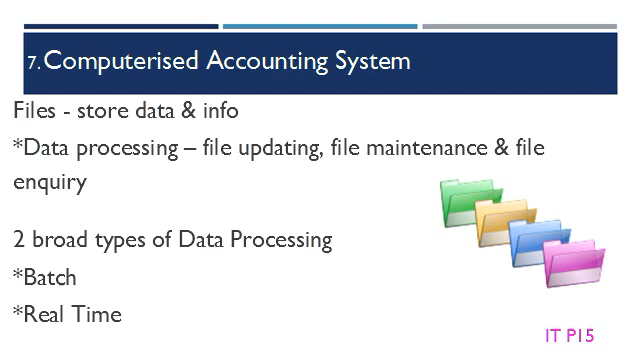 7. Computerised Accounting System
Files - store data & info
*Data processing – file updating, file maintenance & file
enquiry
2 broad types of Data Processing
*Batch
*Real Time
IT P15